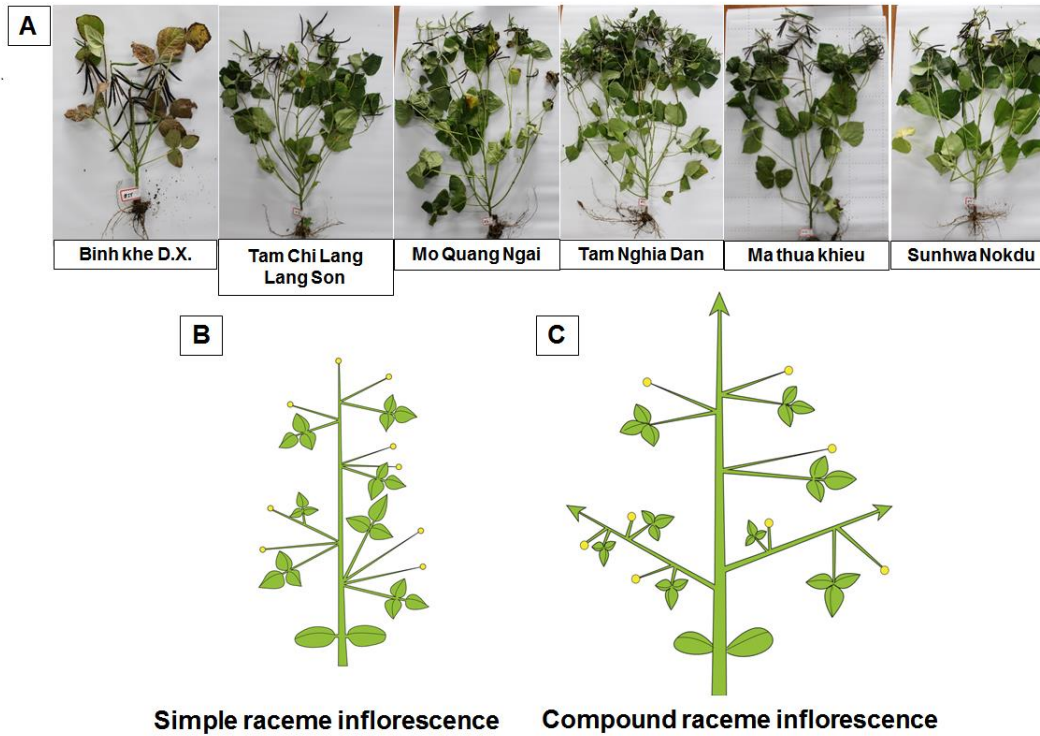 A
Binh khe D.X.
Tam Chi Lang
Lang Son
Mo Quang Ngai
Tam Nghia Dan
Ma thua khieu
Sunhwa Nokdu
B
C
Simple raceme inflorescence
Compound raceme inflorescence